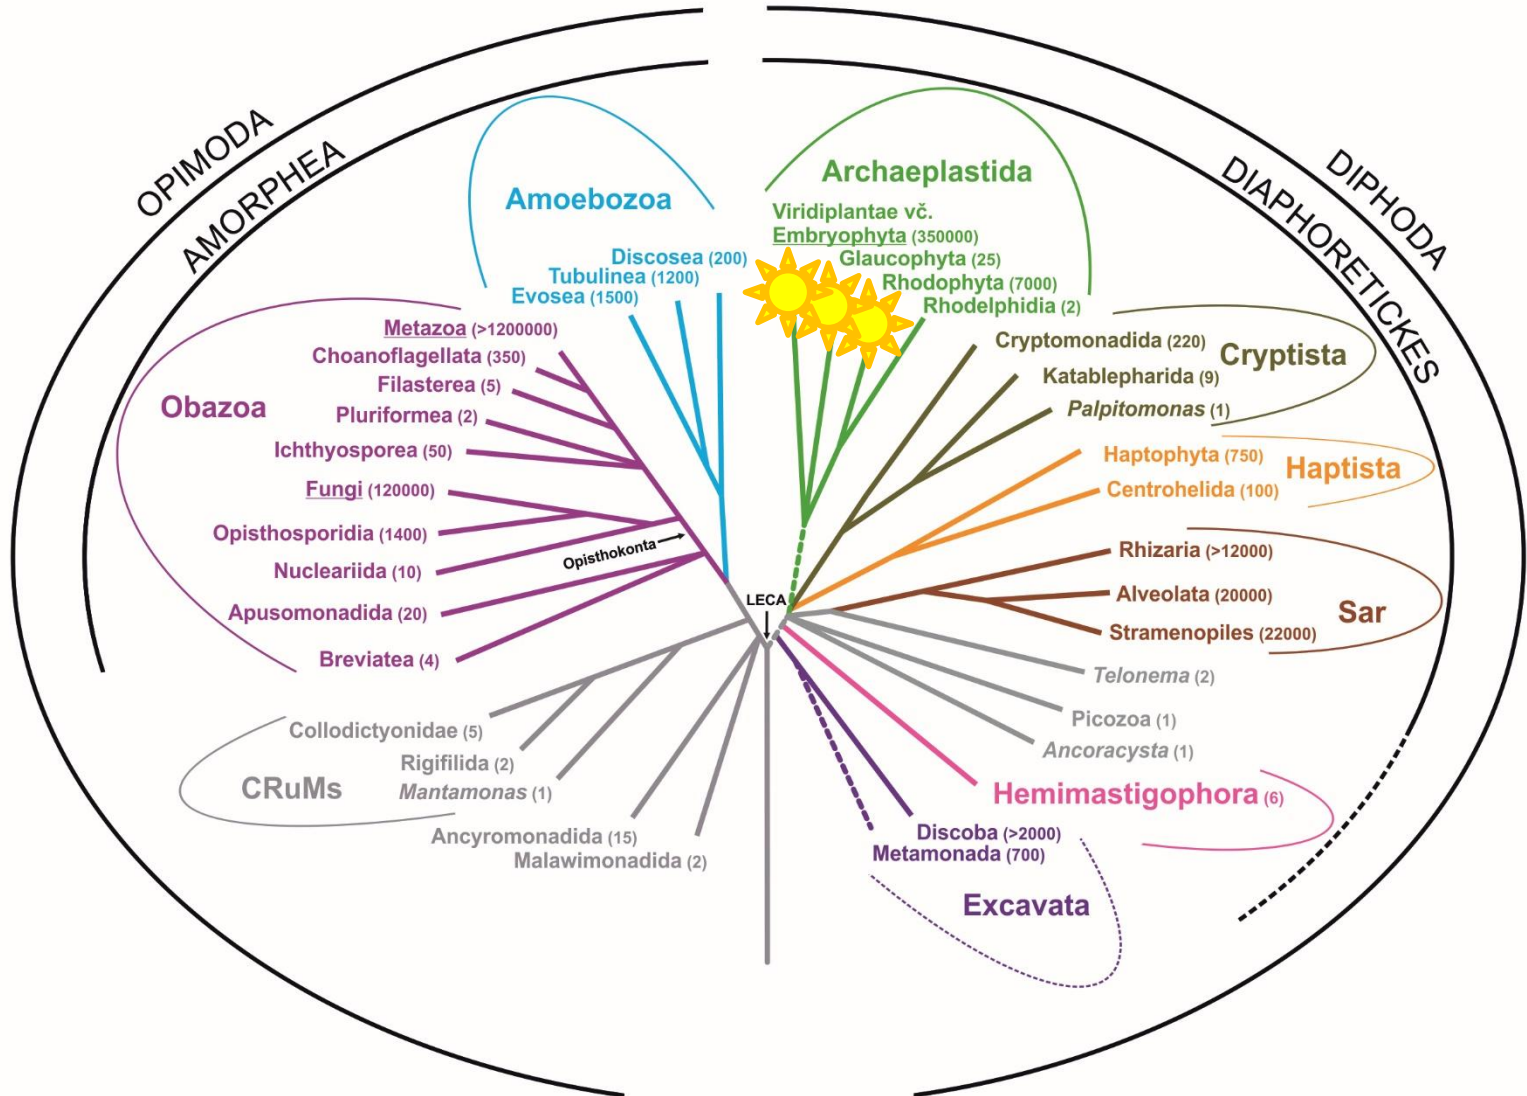 OPIMODA
AMORPHEA
DIPHODA
DIAPHORETICKES
Amoebozoa
Discosea (200)
Tubulinea (1200)
Evosea (1500)
Archaeplastida
Viridiplantae vč.
Embryophyta (350000)
Glaucophyta (25)
Rhodophyta (7000)
Rhodelphidia (2)
Obazoa
Metazoa (>1200000)
Choanoflagellata (350)
Filasterea (5)
Pluriformea (2)
Ichthyosporea (50)
Fungi (120000)
Opisthosporidia (1400)
Nucleariida (10)
Apusomonadida (20)
Breviatea (4)
Opisthokonta
LECA
Cryptista
Cryptomonadida (220)
Katablepharida (9)
Palpitomonas (1)
Haptista
Haptophyta (750)
Centrohelida (100)
Sar
Rhizaria (>12000)
Alveolata (20000)
Stramenopiles (22000)
Telonema (2)
Picozoa (1)
Ancoracysta (1)
Hemimastigophora (6)
Discoba (>2000)
Metamonada (700)
Excavata
CRuMs
Collodictyonidae (5)
Rigifilida (2)
Mantamonas (1)
Ancyromonadida (15)
Malawimonadida (2)